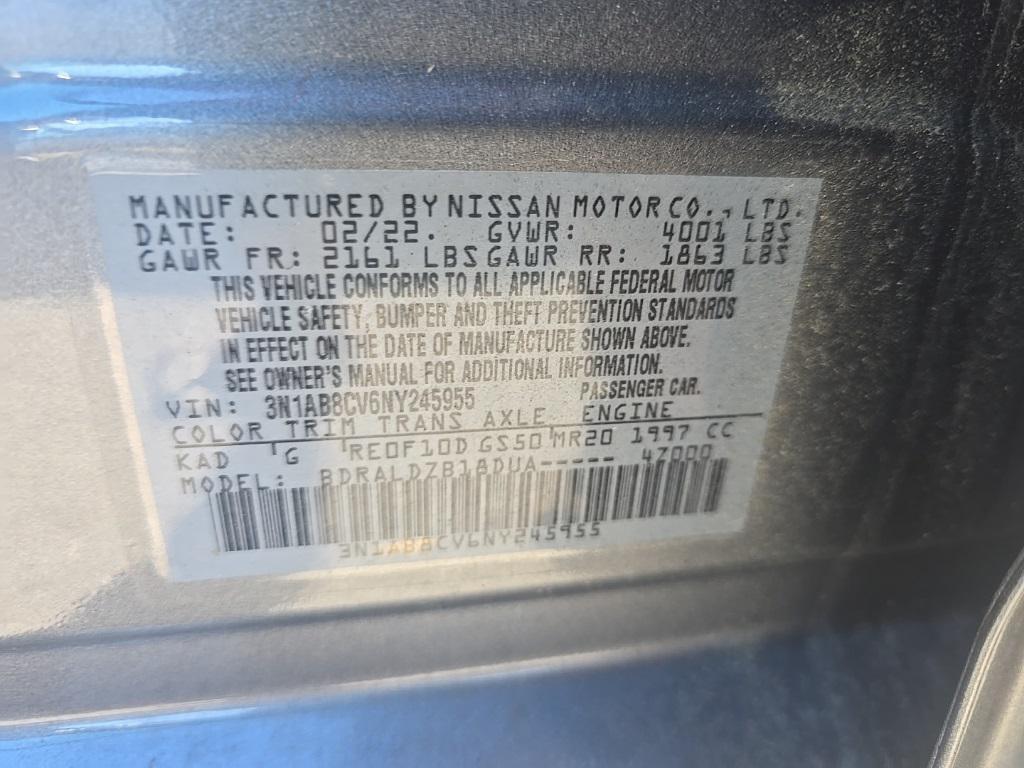 MANUFACTURED BY NISSAN MOTOR CO., LTD.
DATE: 02/22. GVWR: 4001 LBS
GAWR FR: 2161 LBS GAWR RR: 1863 LBS
THIS VEHICLE CONFORMS TO ALL APPLICABLE FEDERAL MOTOR
VEHICLE SAFETY, BUMPER AND THEFT PREVENTION STANDARDS
IN EFFECT ON THE DATE OF MANUFACTURE SHOWN ABOVE.
SEE OWNER'S MANUAL FOR ADDITIONAL INFORMATION.
VIN: 3N1AB8CV6NY245955 PASSENGER CAR.
COLOR TRIM TRANS AXLE ENGINE
KAD G RE0F10D GS50 MR20 1997 CC
MODEL: BDRALDZB18DUA----- 4Z000
3N1AB8CV6NY245955